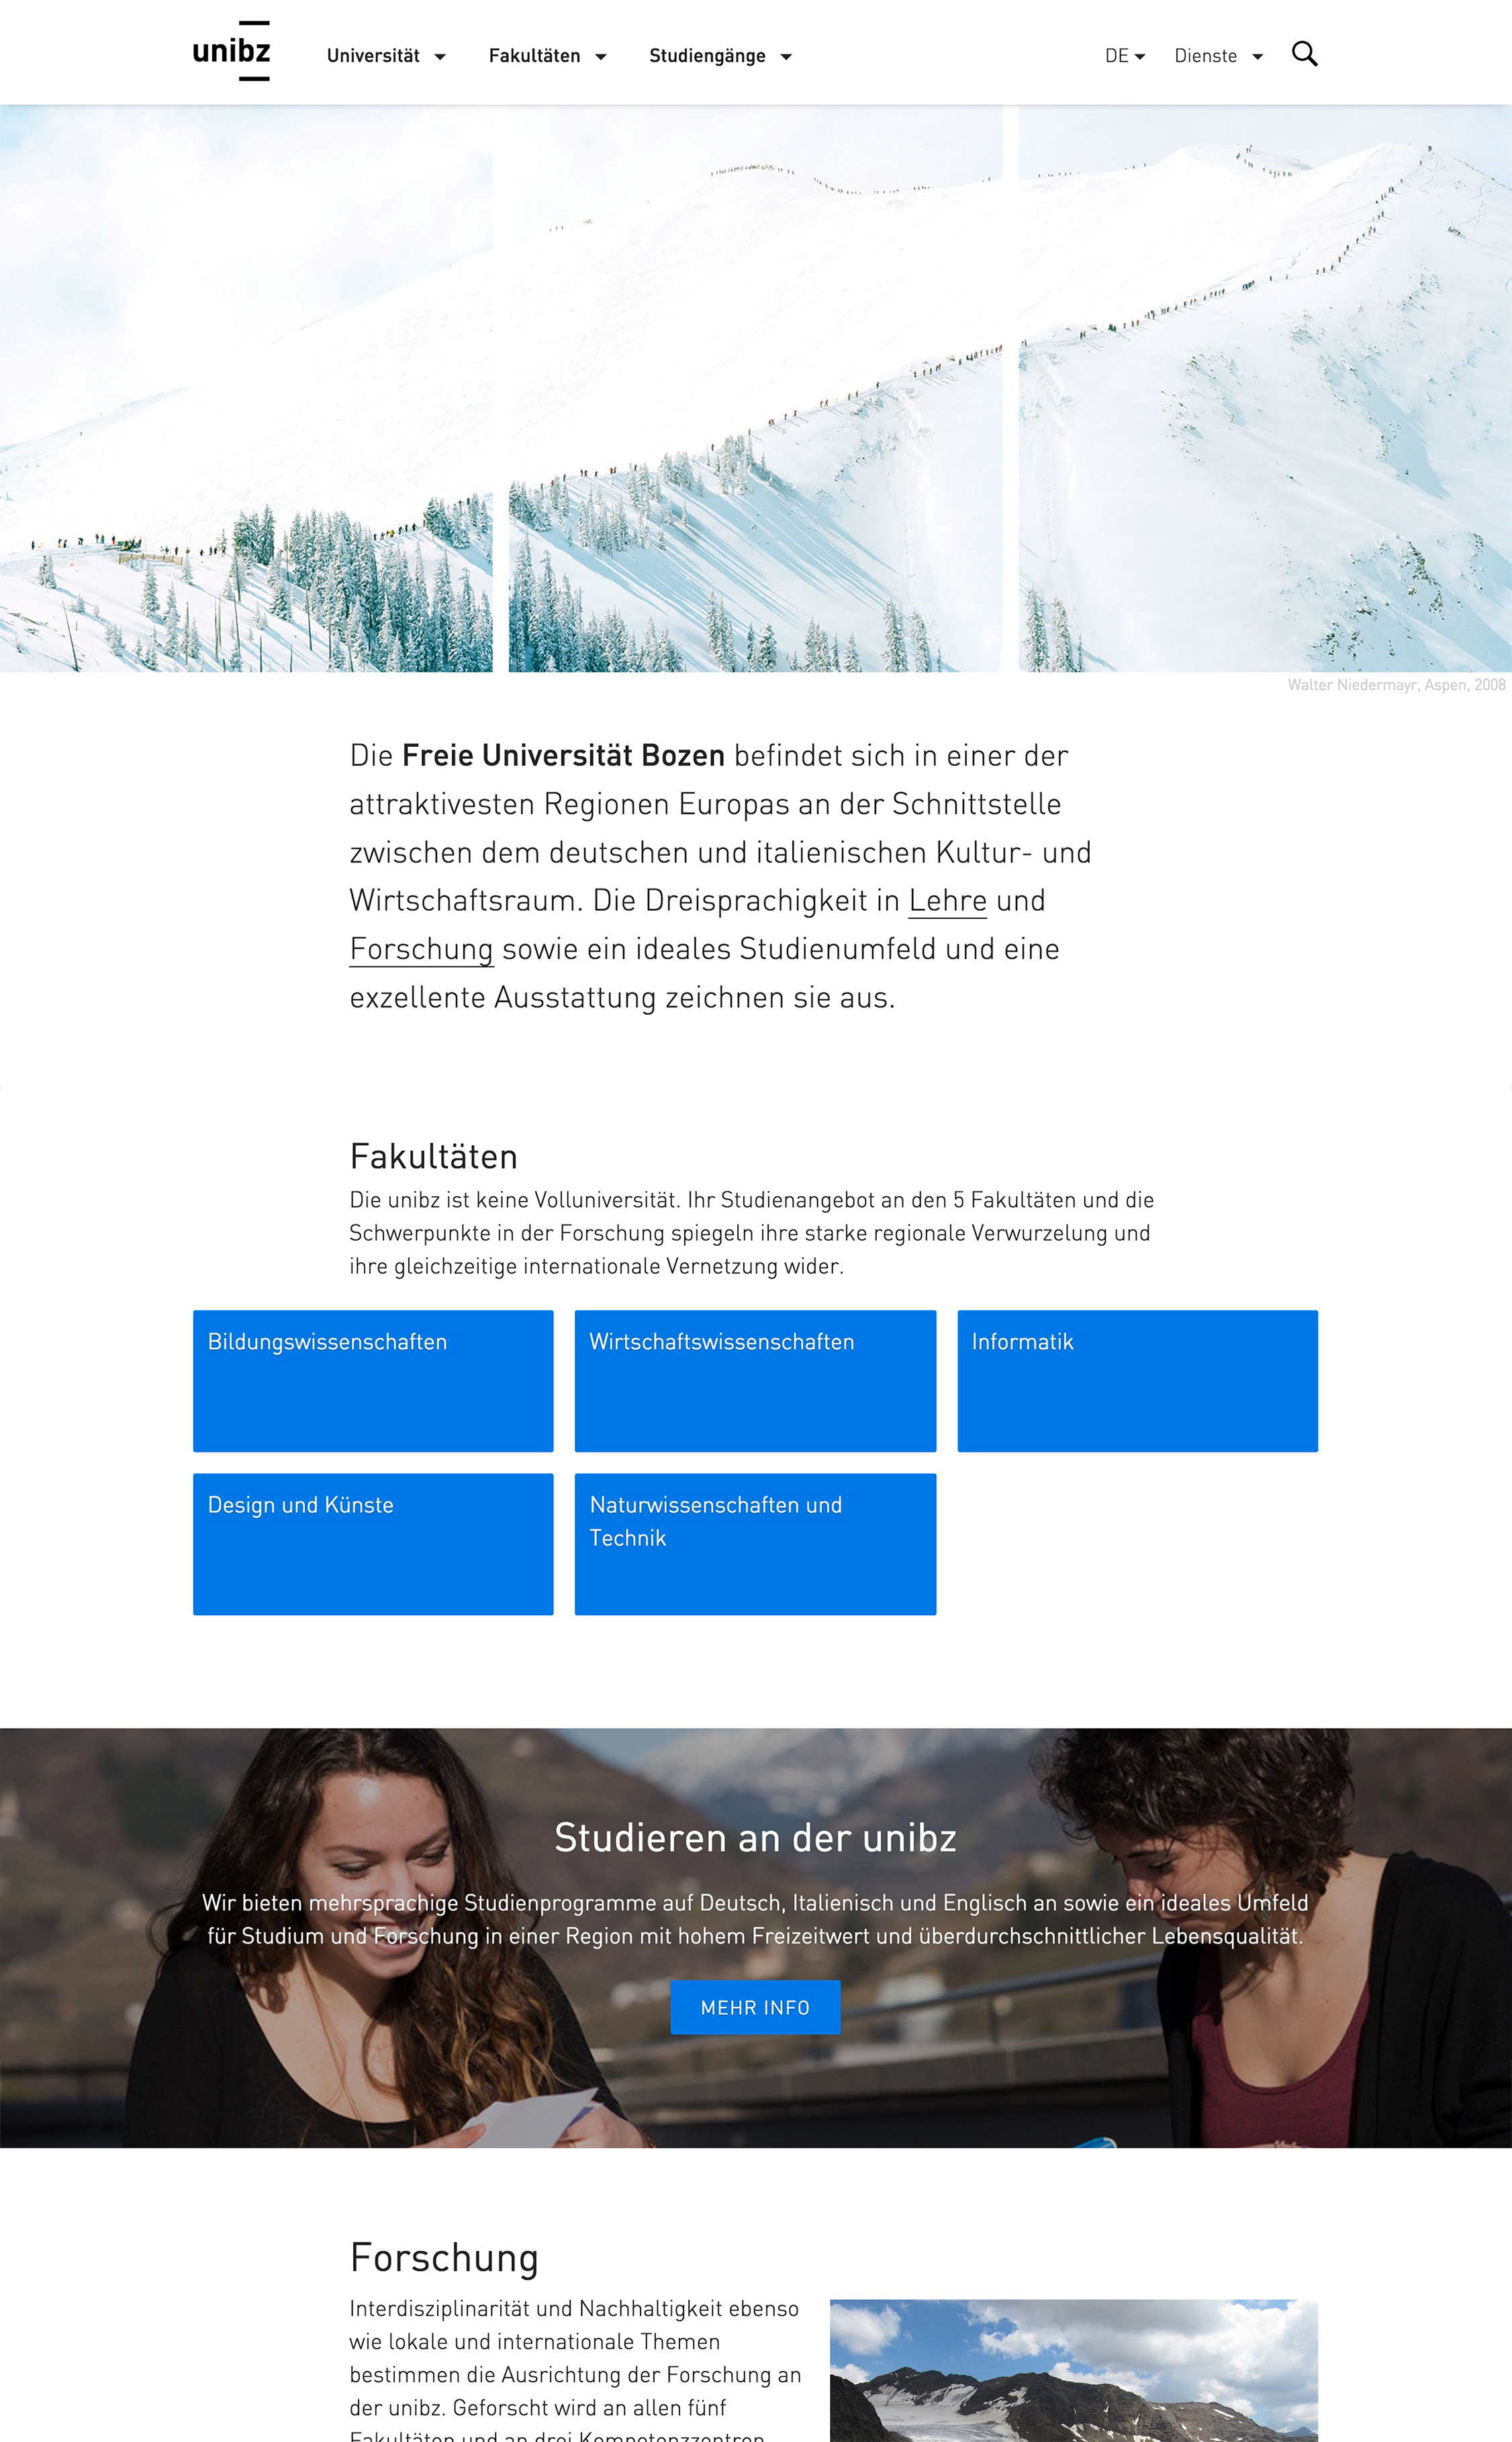 unibz
Universität
Fakultäten
Studiengänge
DE
Dienste
Walter Niedermayr, Aspen, 2008
Die Freie Universität Bozen befindet sich in einer der
attraktivesten Regionen Europas an der Schnittstelle
zwischen dem deutschen und italienischen Kultur- und
Wirtschaftsraum. Die Dreisprachigkeit in Lehre und
Forschung sowie ein ideales Studienumfeld und eine
exzellente Ausstattung zeichnen sie aus.
Fakultäten
Die unibz ist keine Volluniversität. Ihr Studienangebot an den 5 Fakultäten und die
Schwerpunkte in der Forschung spiegeln ihre starke regionale Verwurzelung und
ihre gleichzeitige internationale Vernetzung wider.
Bildungswissenschaften
Wirtschaftswissenschaften
Informatik
Design und Künste
Naturwissenschaften und
Technik
Studieren an der unibz
Wir bieten mehrsprachige Studienprogramme auf Deutsch, Italienisch und Englisch an sowie ein ideales Umfeld
für Studium und Forschung in einer Region mit hohem Freizeitwert und überdurchschnittlicher Lebensqualität.
MEHR INFO
Forschung
Interdisziplinarität und Nachhaltigkeit ebenso
wie lokale und internationale Themen
bestimmen die Ausrichtung der Forschung an
der unibz. Geforscht wird an allen fünf
Fakultäten und an drei Kompetenzzentren